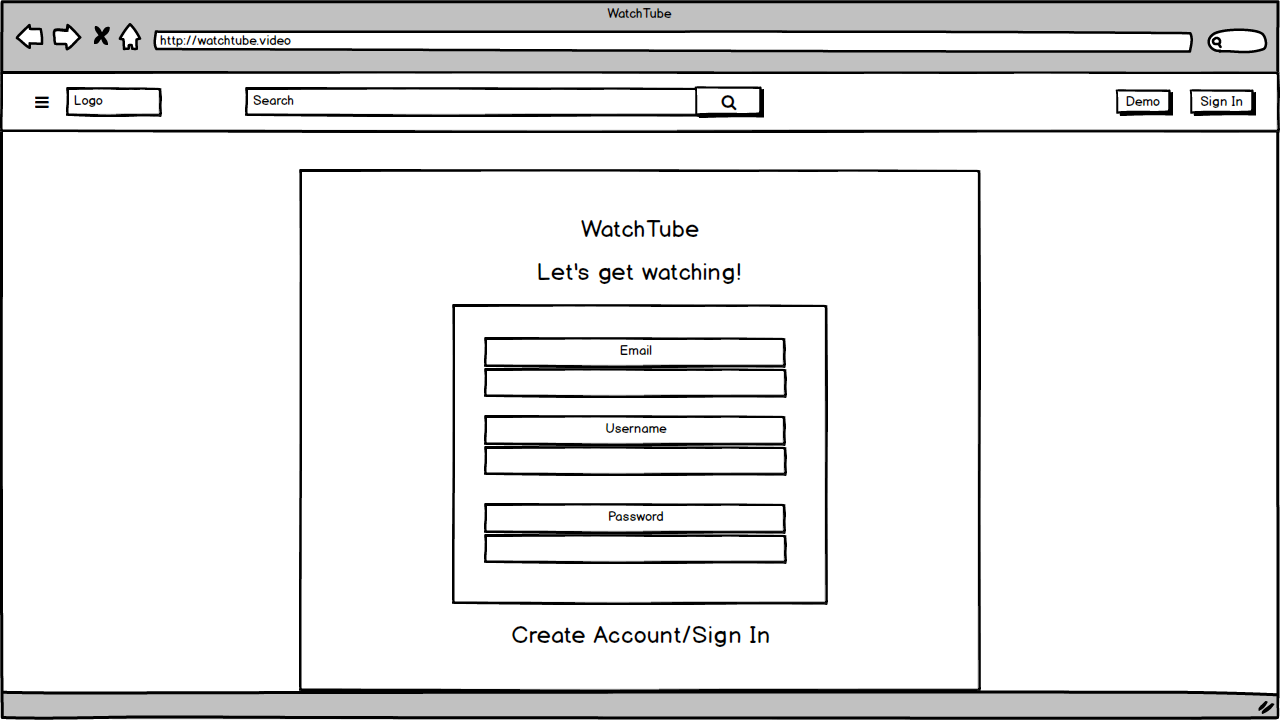 WatchTube
http://watchtube.video
Logo
Search
Demo
Sign In
WatchTube
Let's get watching!
Email
Username
Password
Create Account/Sign In